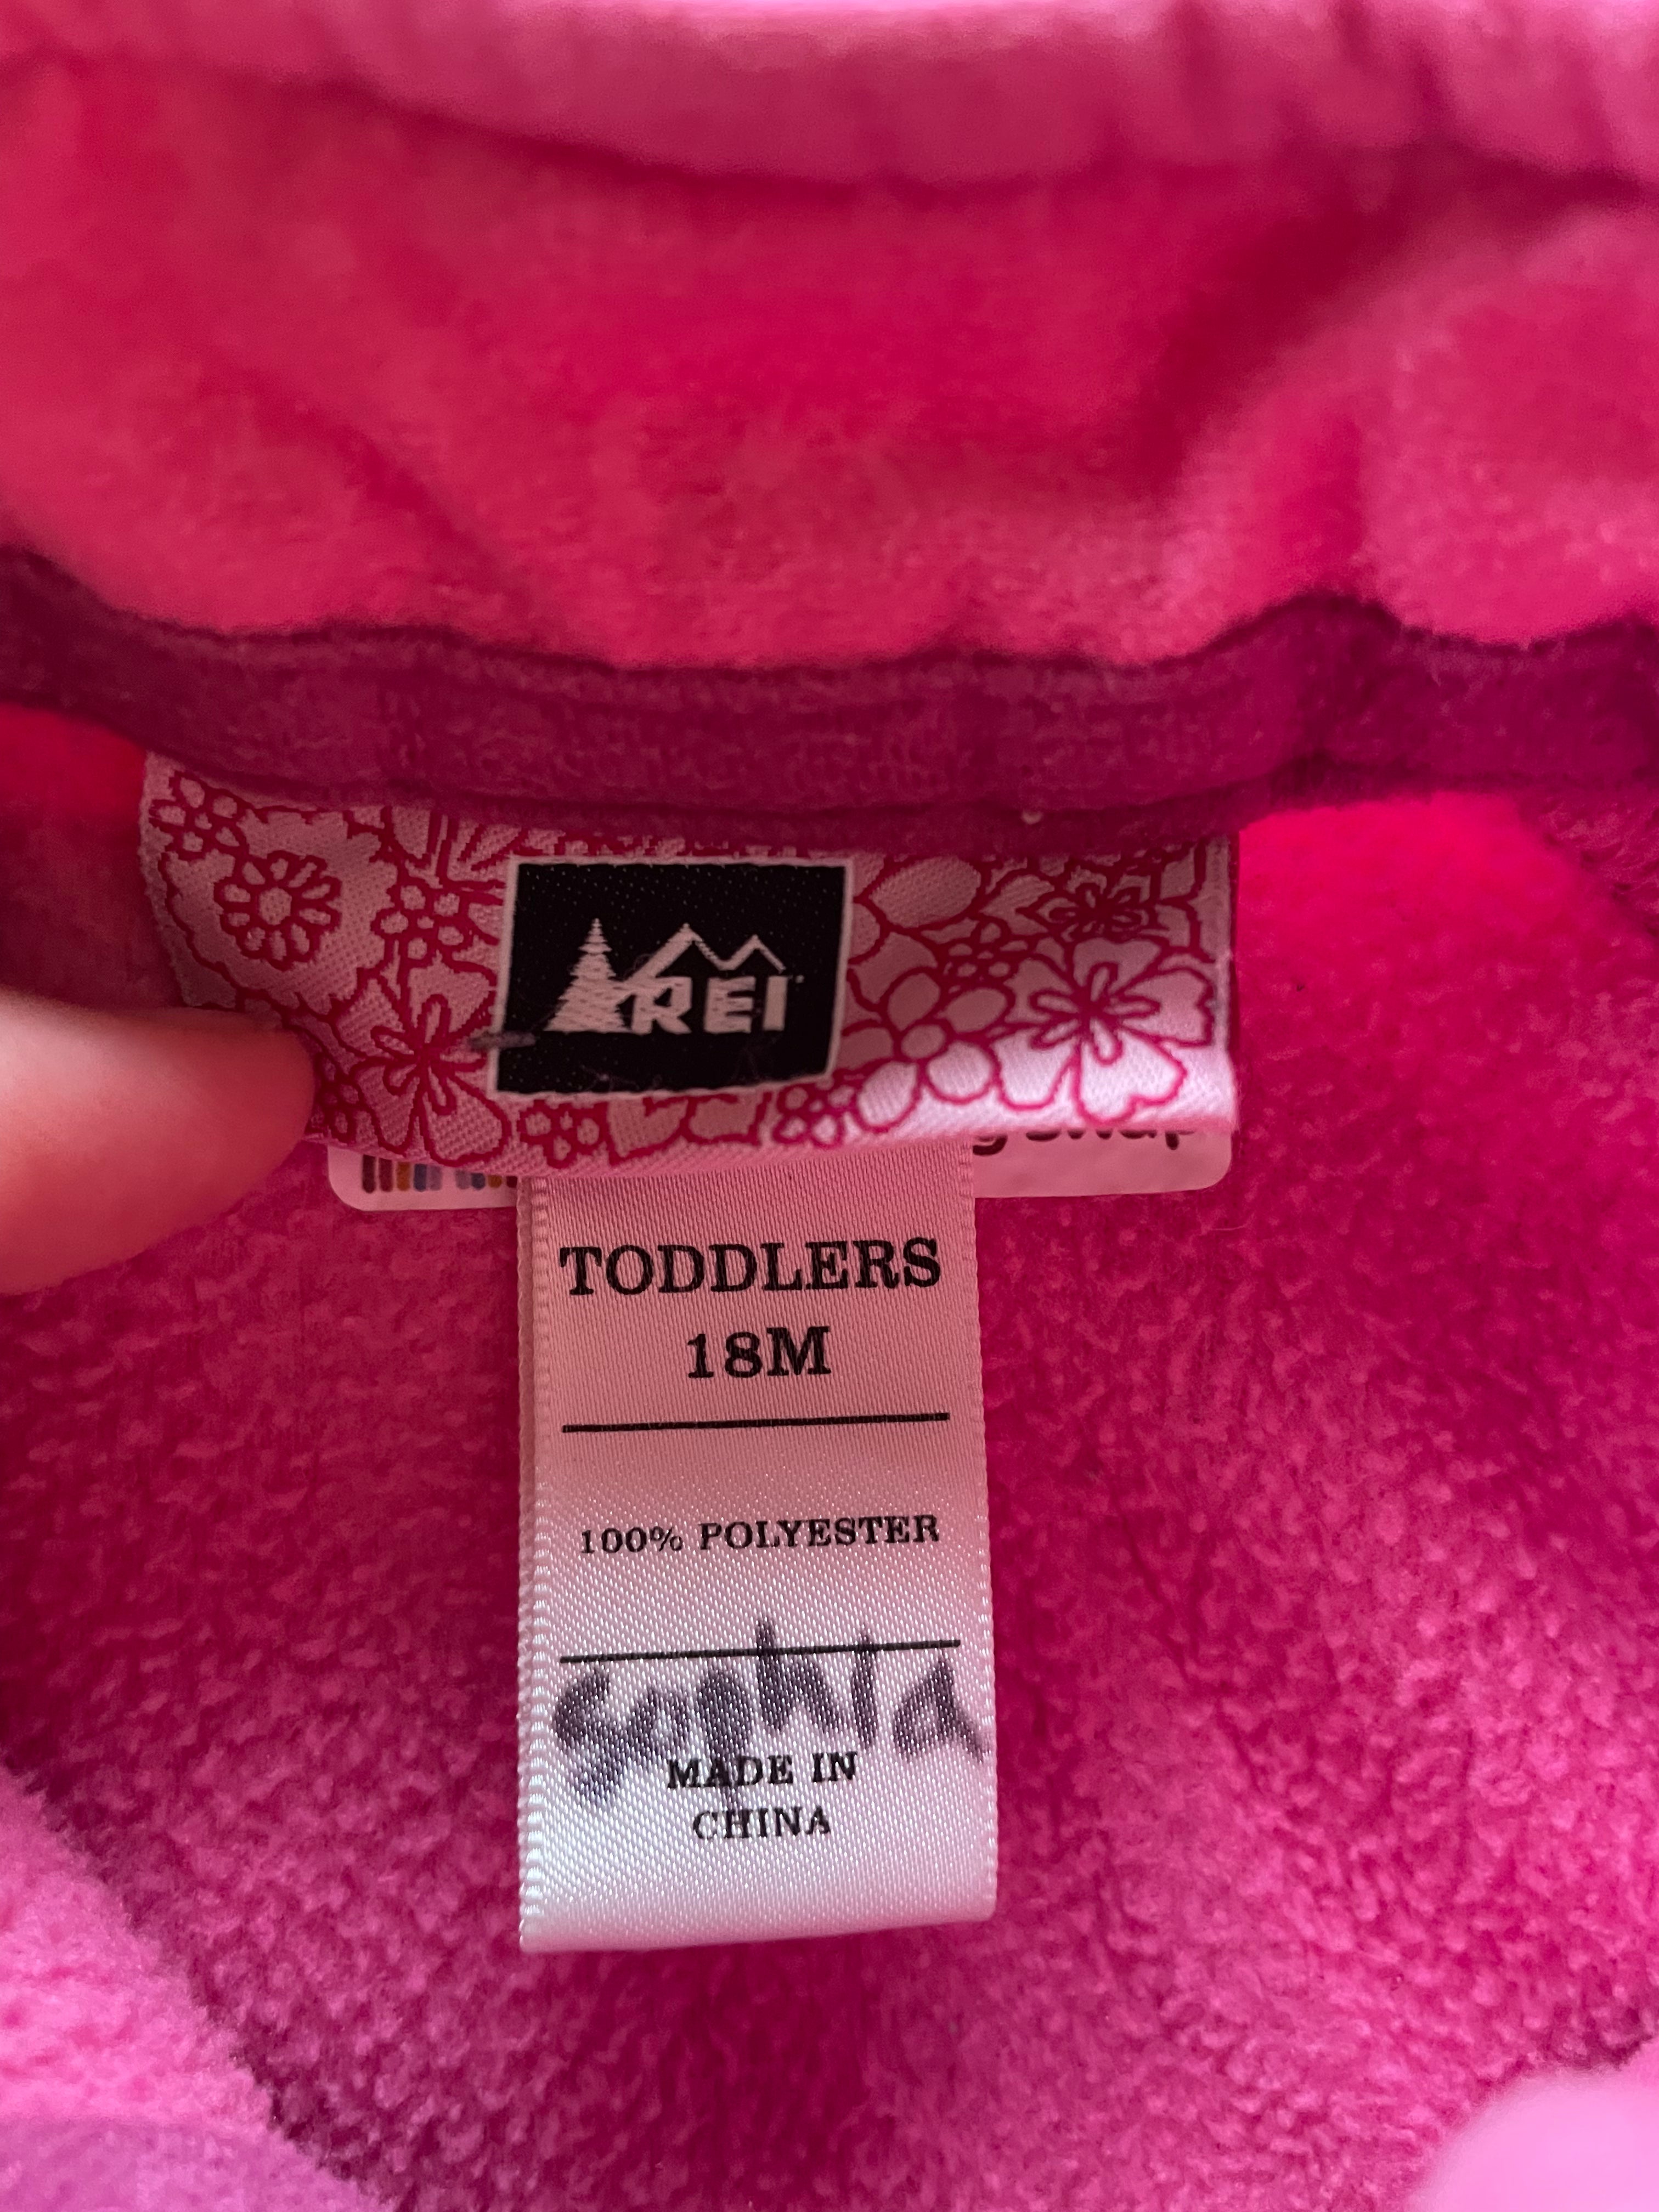 REI
TODDLERS
18M
100% POLYESTER
Sophia
MADE IN
CHINA